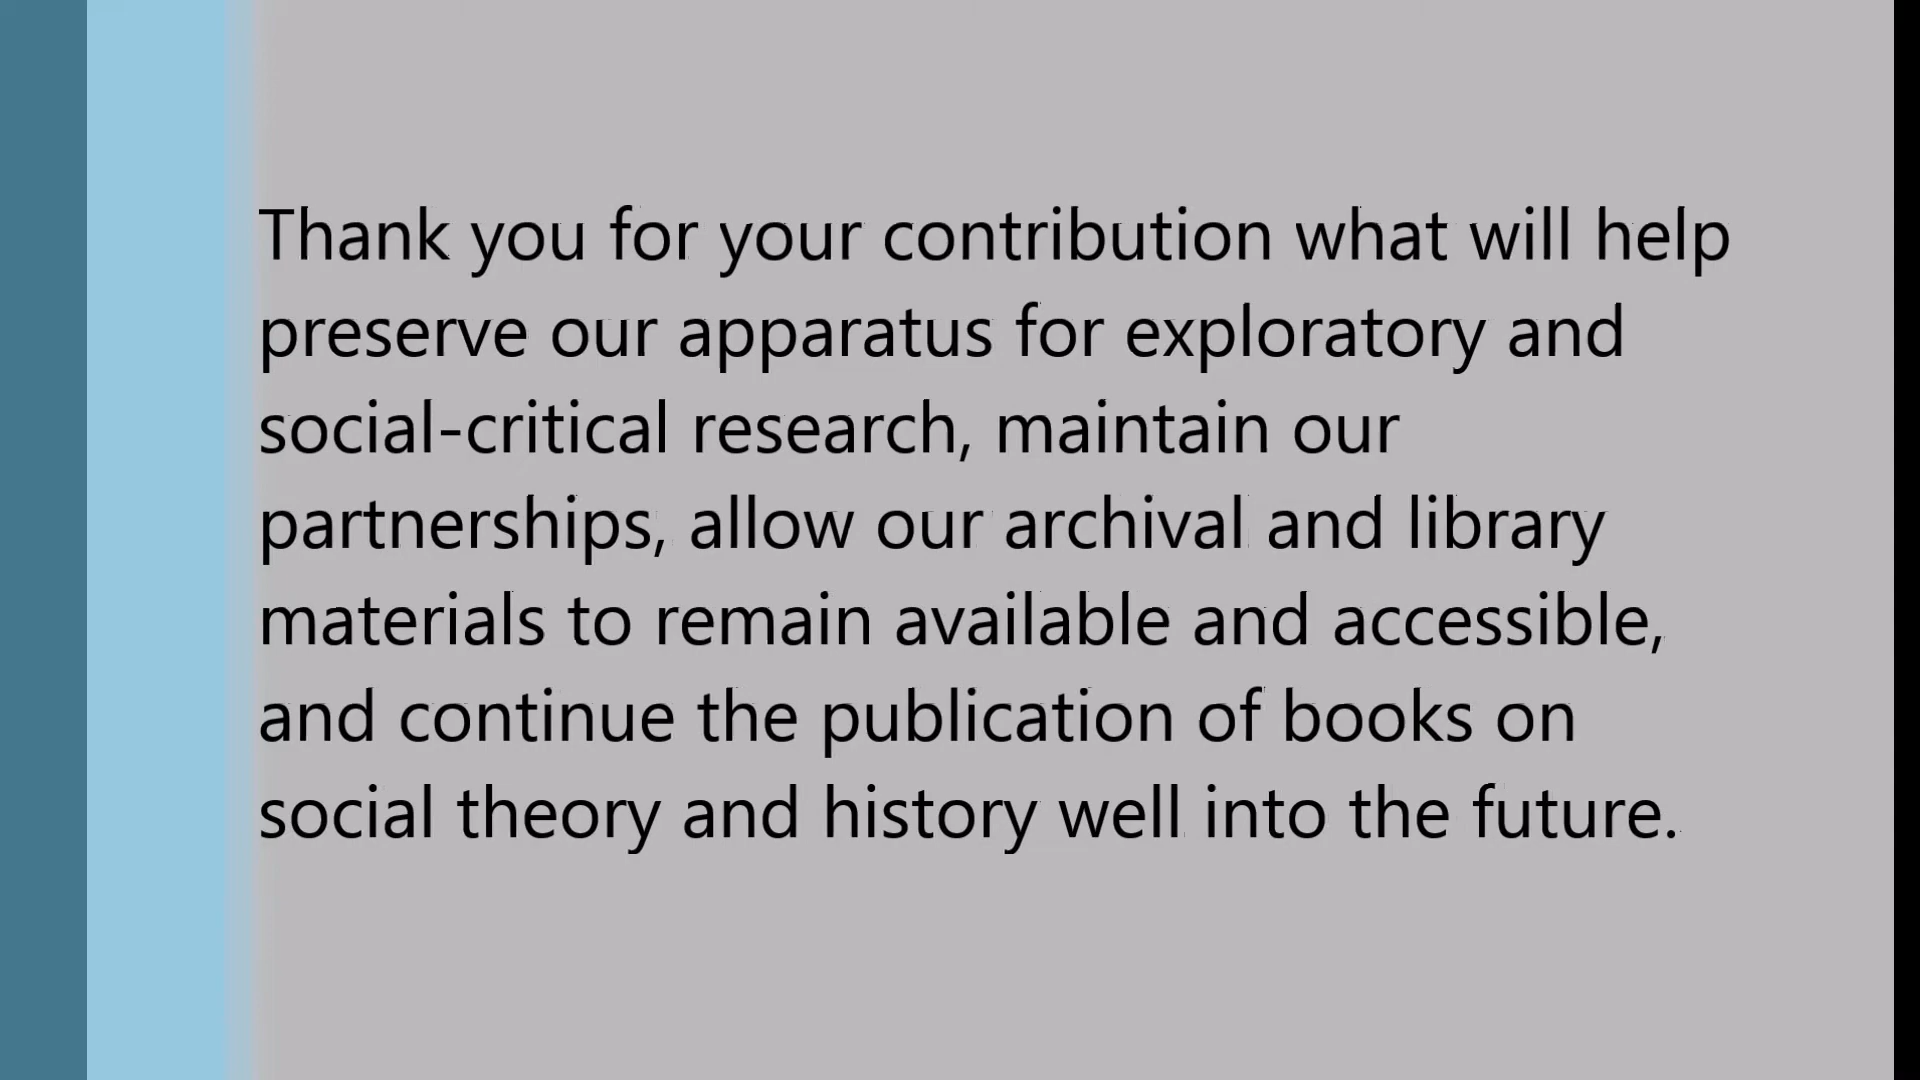 Thank you for your contribution what will help
preserve our apparatus for exploratory and
social-critical research, maintain our
partnerships, allow our archival and library
materials to remain available and accessible,
and continue the publication of books on
social theory and history well into the future.